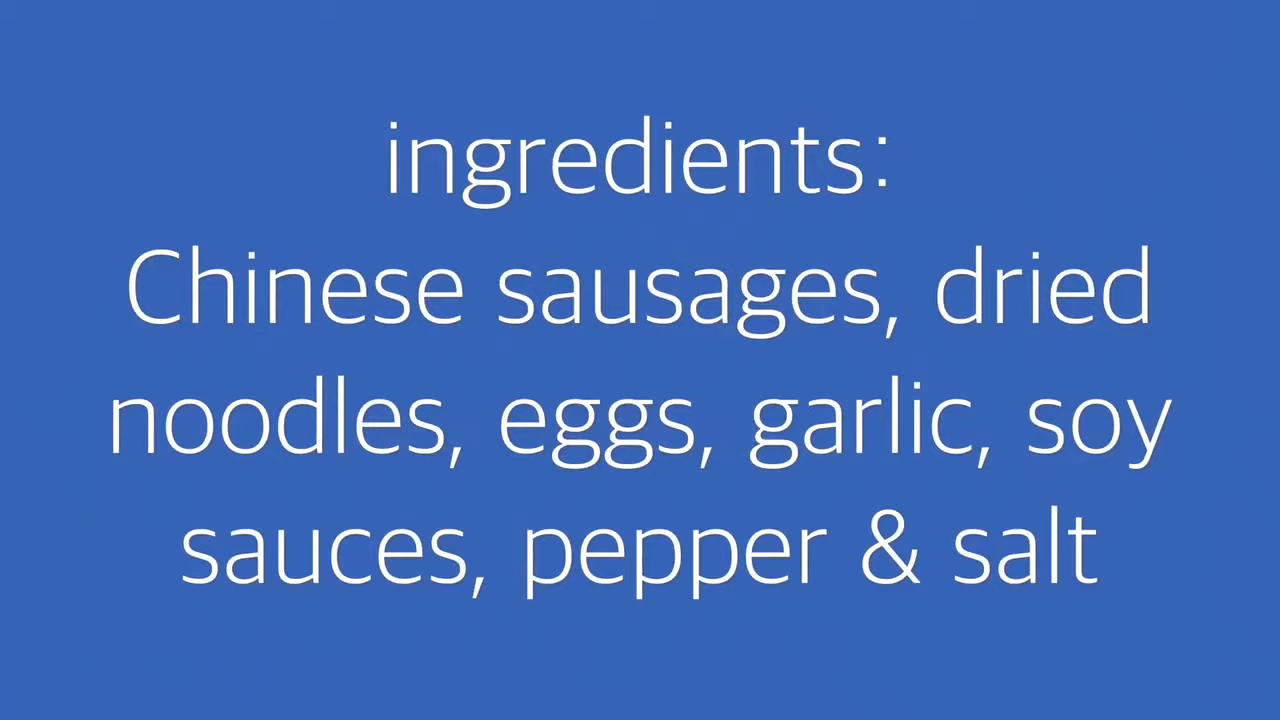 ingredients:
Chinese sausages, dried
noodles, eggs, garlic, soy
sauces, pepper & salt